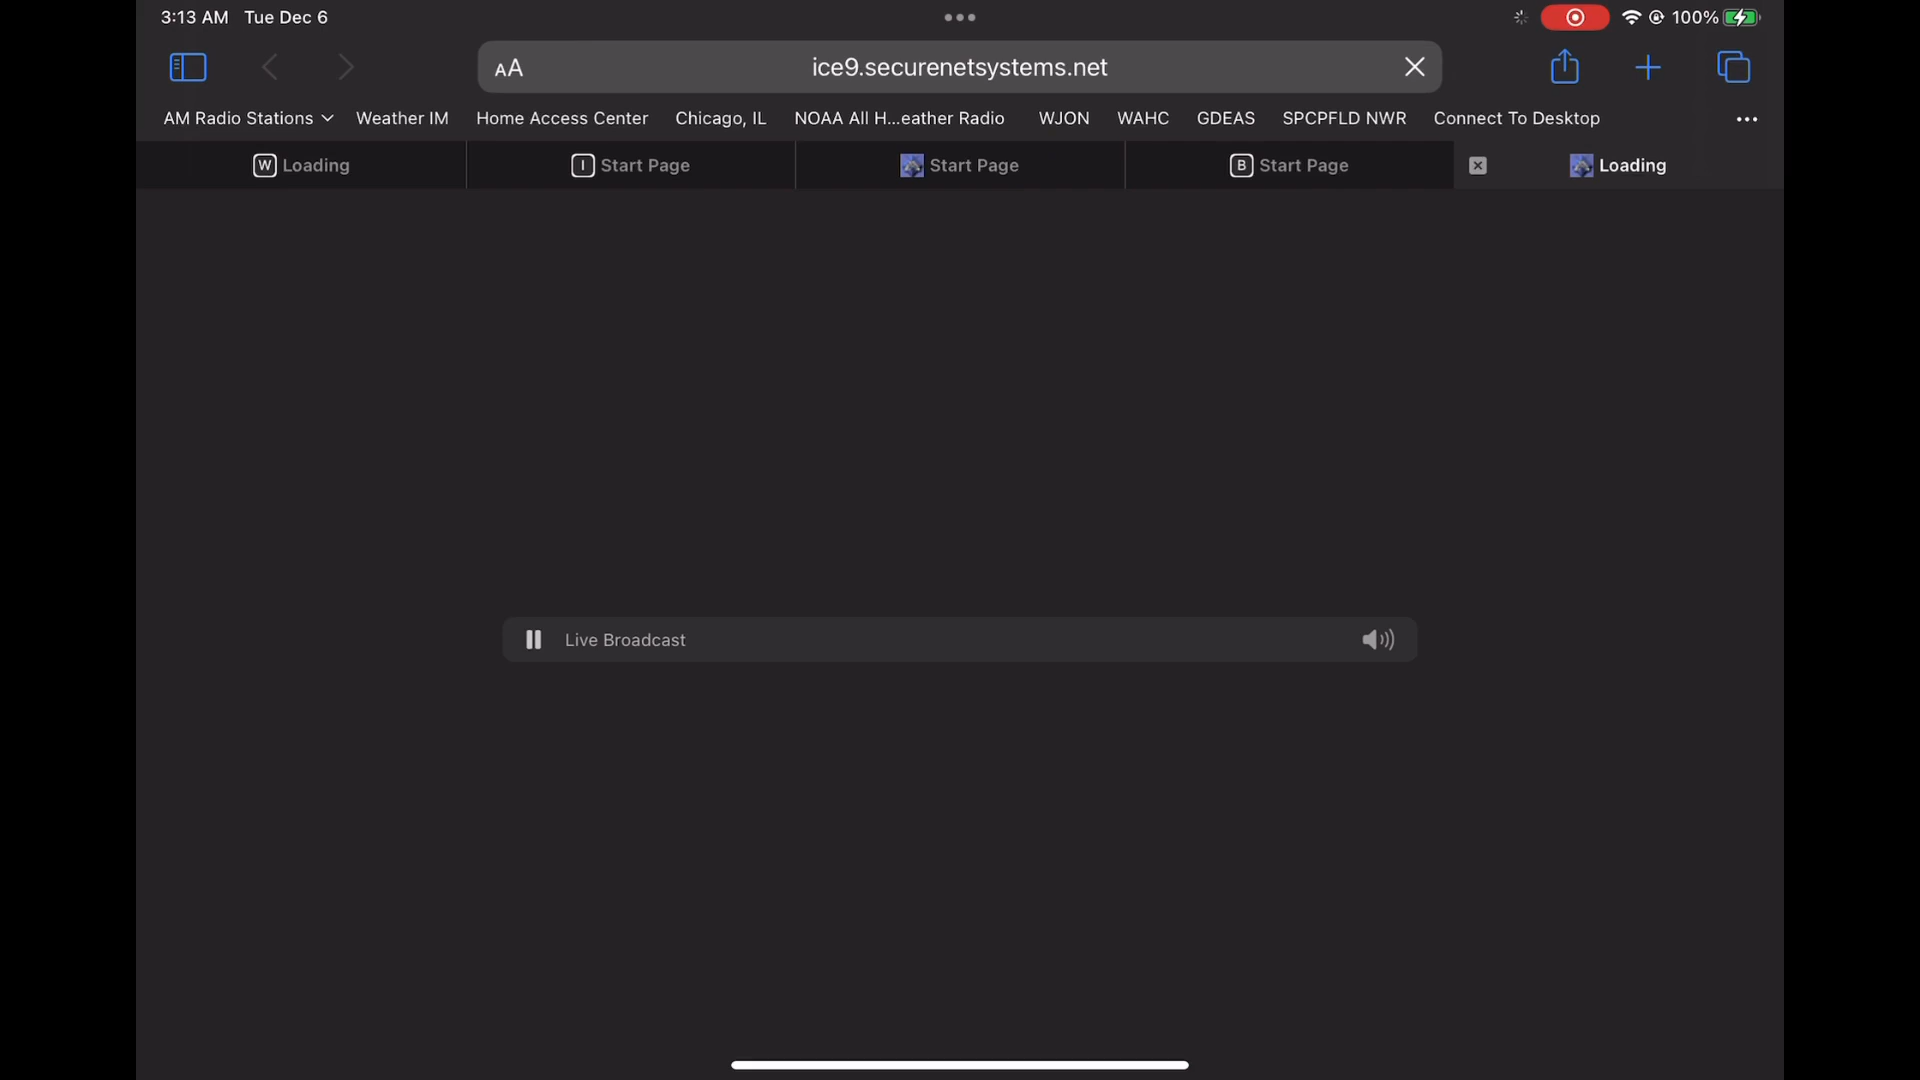 3:13 AM Tue Dec 6
100%
AA ice9.securenetsystems.net
AM Radio Stations Weather IM Home Access Center Chicago, IL NOAA All H...eather Radio WJON WAHC GDEAS SPCPFLD NWR Connect To Desktop
W Loading I Start Page Start Page B Start Page Loading
Live Broadcast